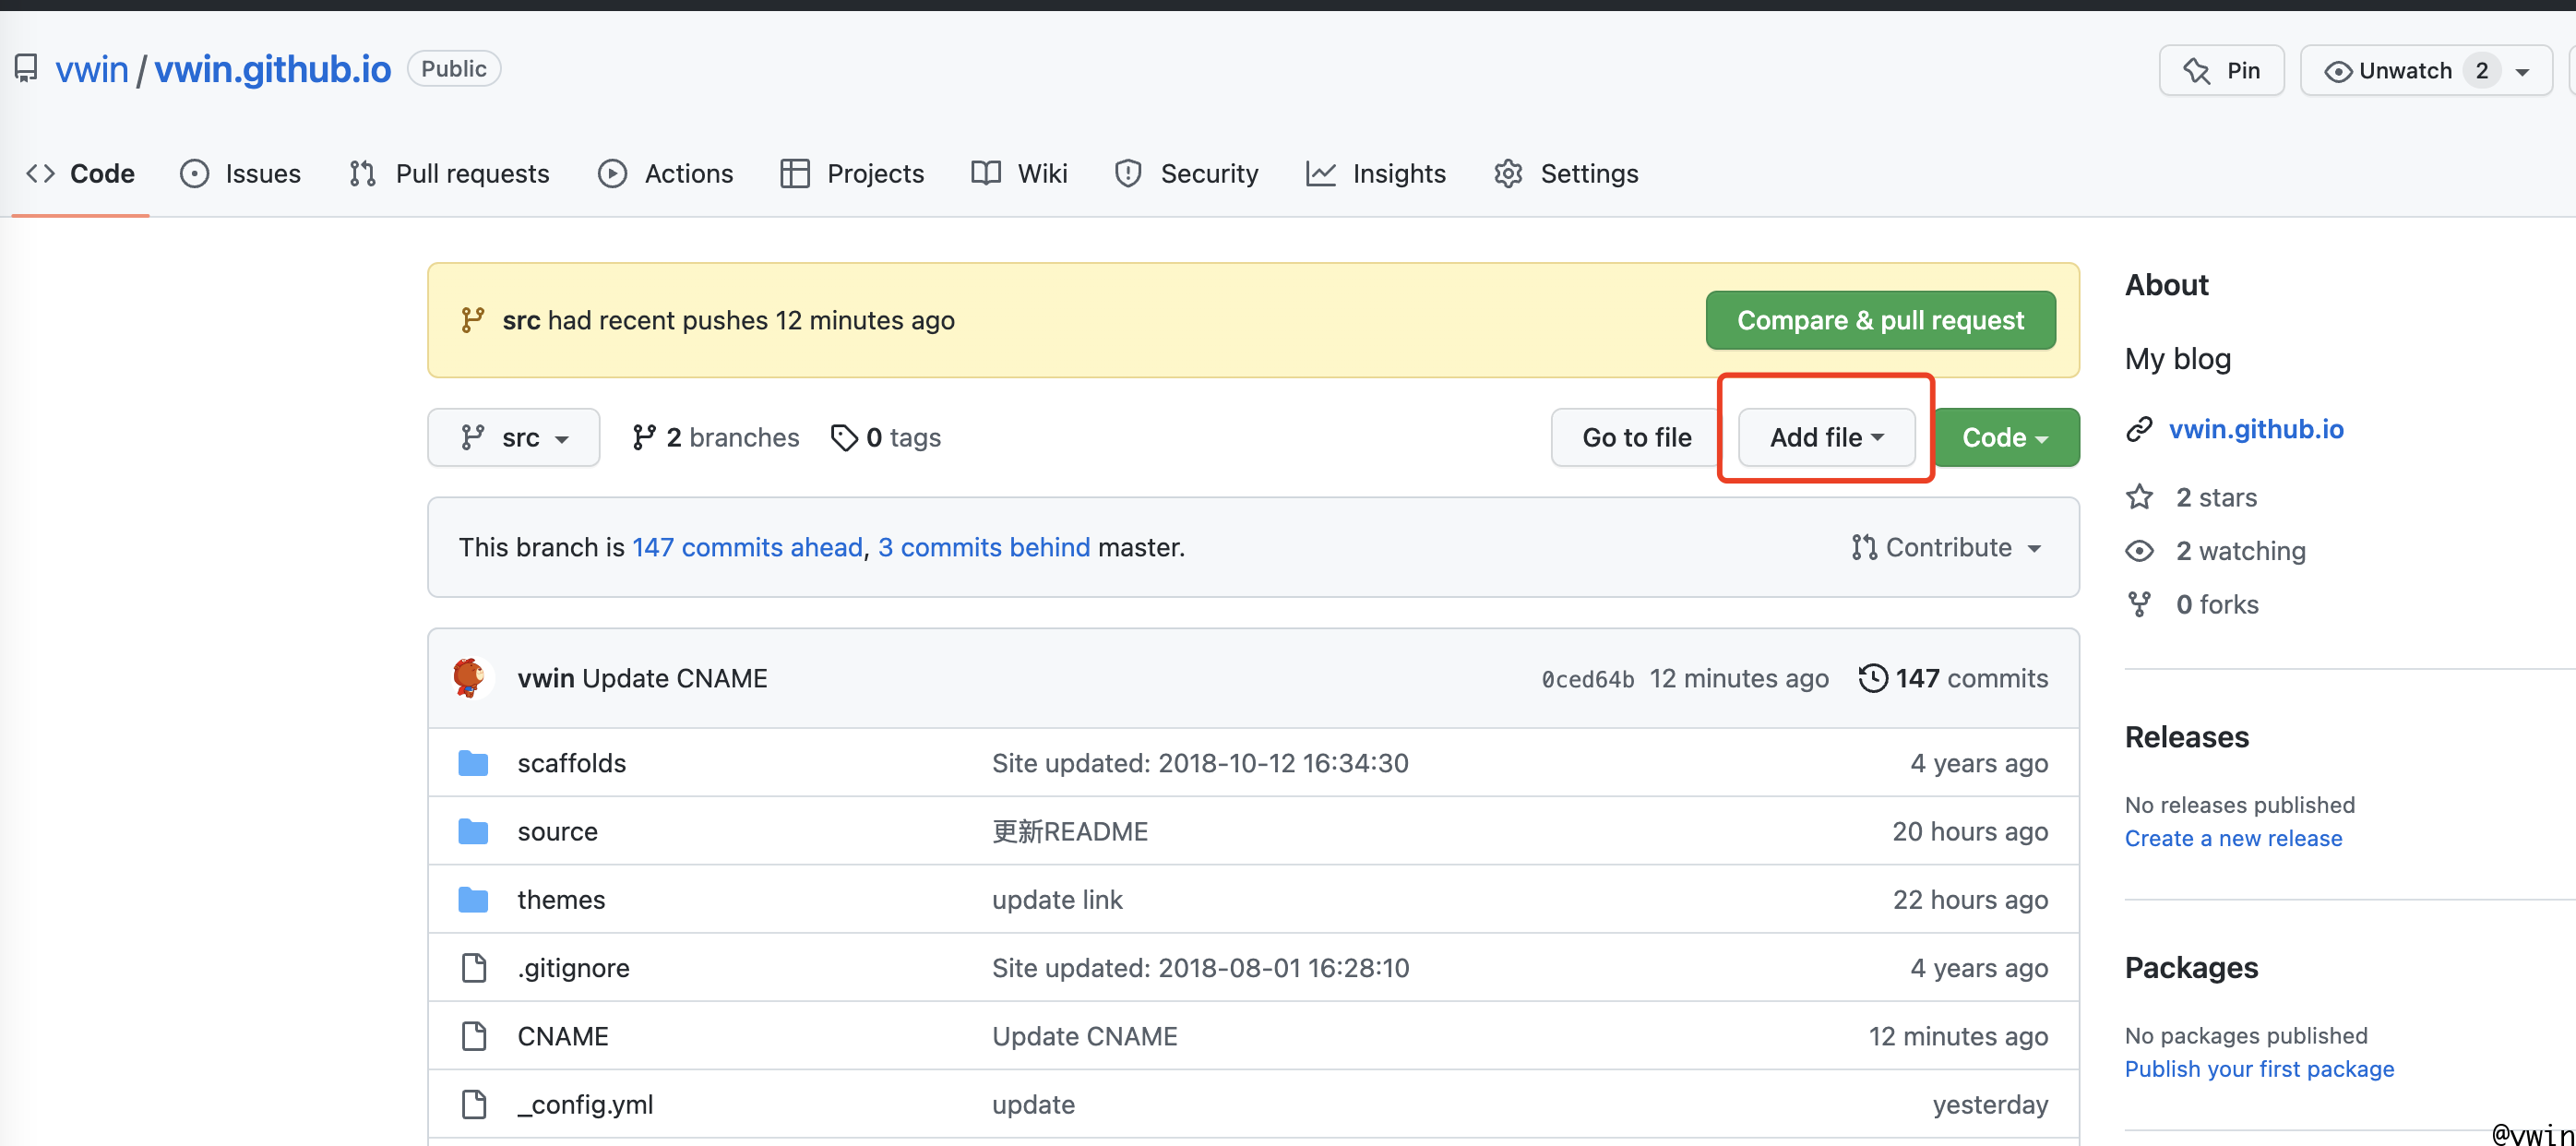 vwin / vwin.github.io Public
Pin
Unwatch 2
Code
Issues
Pull requests
Actions
Projects
Wiki
Security
Insights
Settings
src had recent pushes 12 minutes ago
Compare & pull request
src
2 branches
0 tags
Go to file
Add file
Code
This branch is 147 commits ahead, 3 commits behind master.
Contribute
vwin Update CNAME
0ced64b 12 minutes ago
147 commits
scaffolds Site updated: 2018-10-12 16:34:30 4 years ago
source 更新README 20 hours ago
themes update link 22 hours ago
.gitignore Site updated: 2018-08-01 16:28:10 4 years ago
CNAME Update CNAME 12 minutes ago
_config.yml update yesterday
About
My blog
vwin.github.io
2 stars
2 watching
0 forks
Releases
No releases published
Create a new release
Packages
No packages published
Publish your first package
@vwin